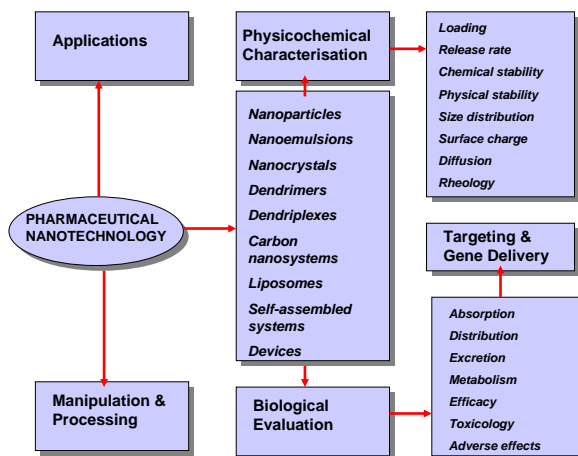 Applications
Physicochemical
Characterisation
Loading
Release rate
Chemical stability
Physical stability
Size distribution
Surface charge
Diffusion
Rheology
Nanoparticles
Nanoemulsions
Nanocrystals
Dendrimers
Dendriplexes
Carbon
nanosystems
Liposomes
Self-assembled
systems
Devices
PHARMACEUTICAL
NANOTECHNOLOGY
Targeting &
Gene Delivery
Absorption
Distribution
Excretion
Metabolism
Efficacy
Toxicology
Adverse effects
Manipulation &
Processing
Biological
Evaluation